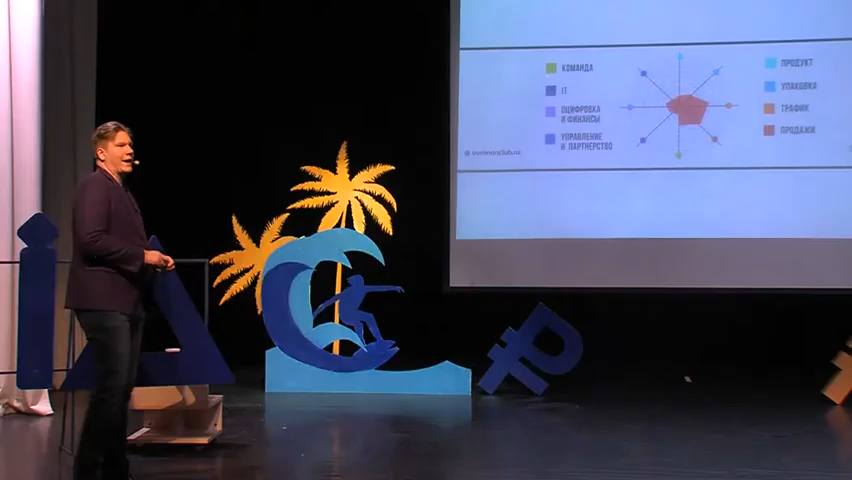 КОМАНДА
IT
ОЦИФРОВКА
И ФИНАНСЫ
УПРАВЛЕНИЕ
И ПАРТНЕРСТВО
ПРОДУКТ
УПАКОВКА
ТРАФИК
ПРОДАЖИ